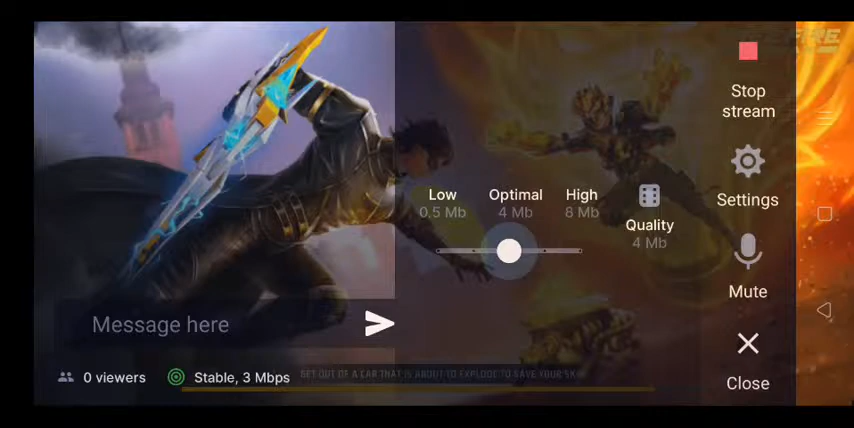 Stop
stream
Low Optimal High
0.5 Mb 4 Mb 8 Mb
Settings
Quality
4 Mb
Mute
Message here
0 viewers Stable, 3 Mbps
GET OUT OF A CAR THAT IS ABOUT TO EXPLODE TO SAVE YOUR
Close